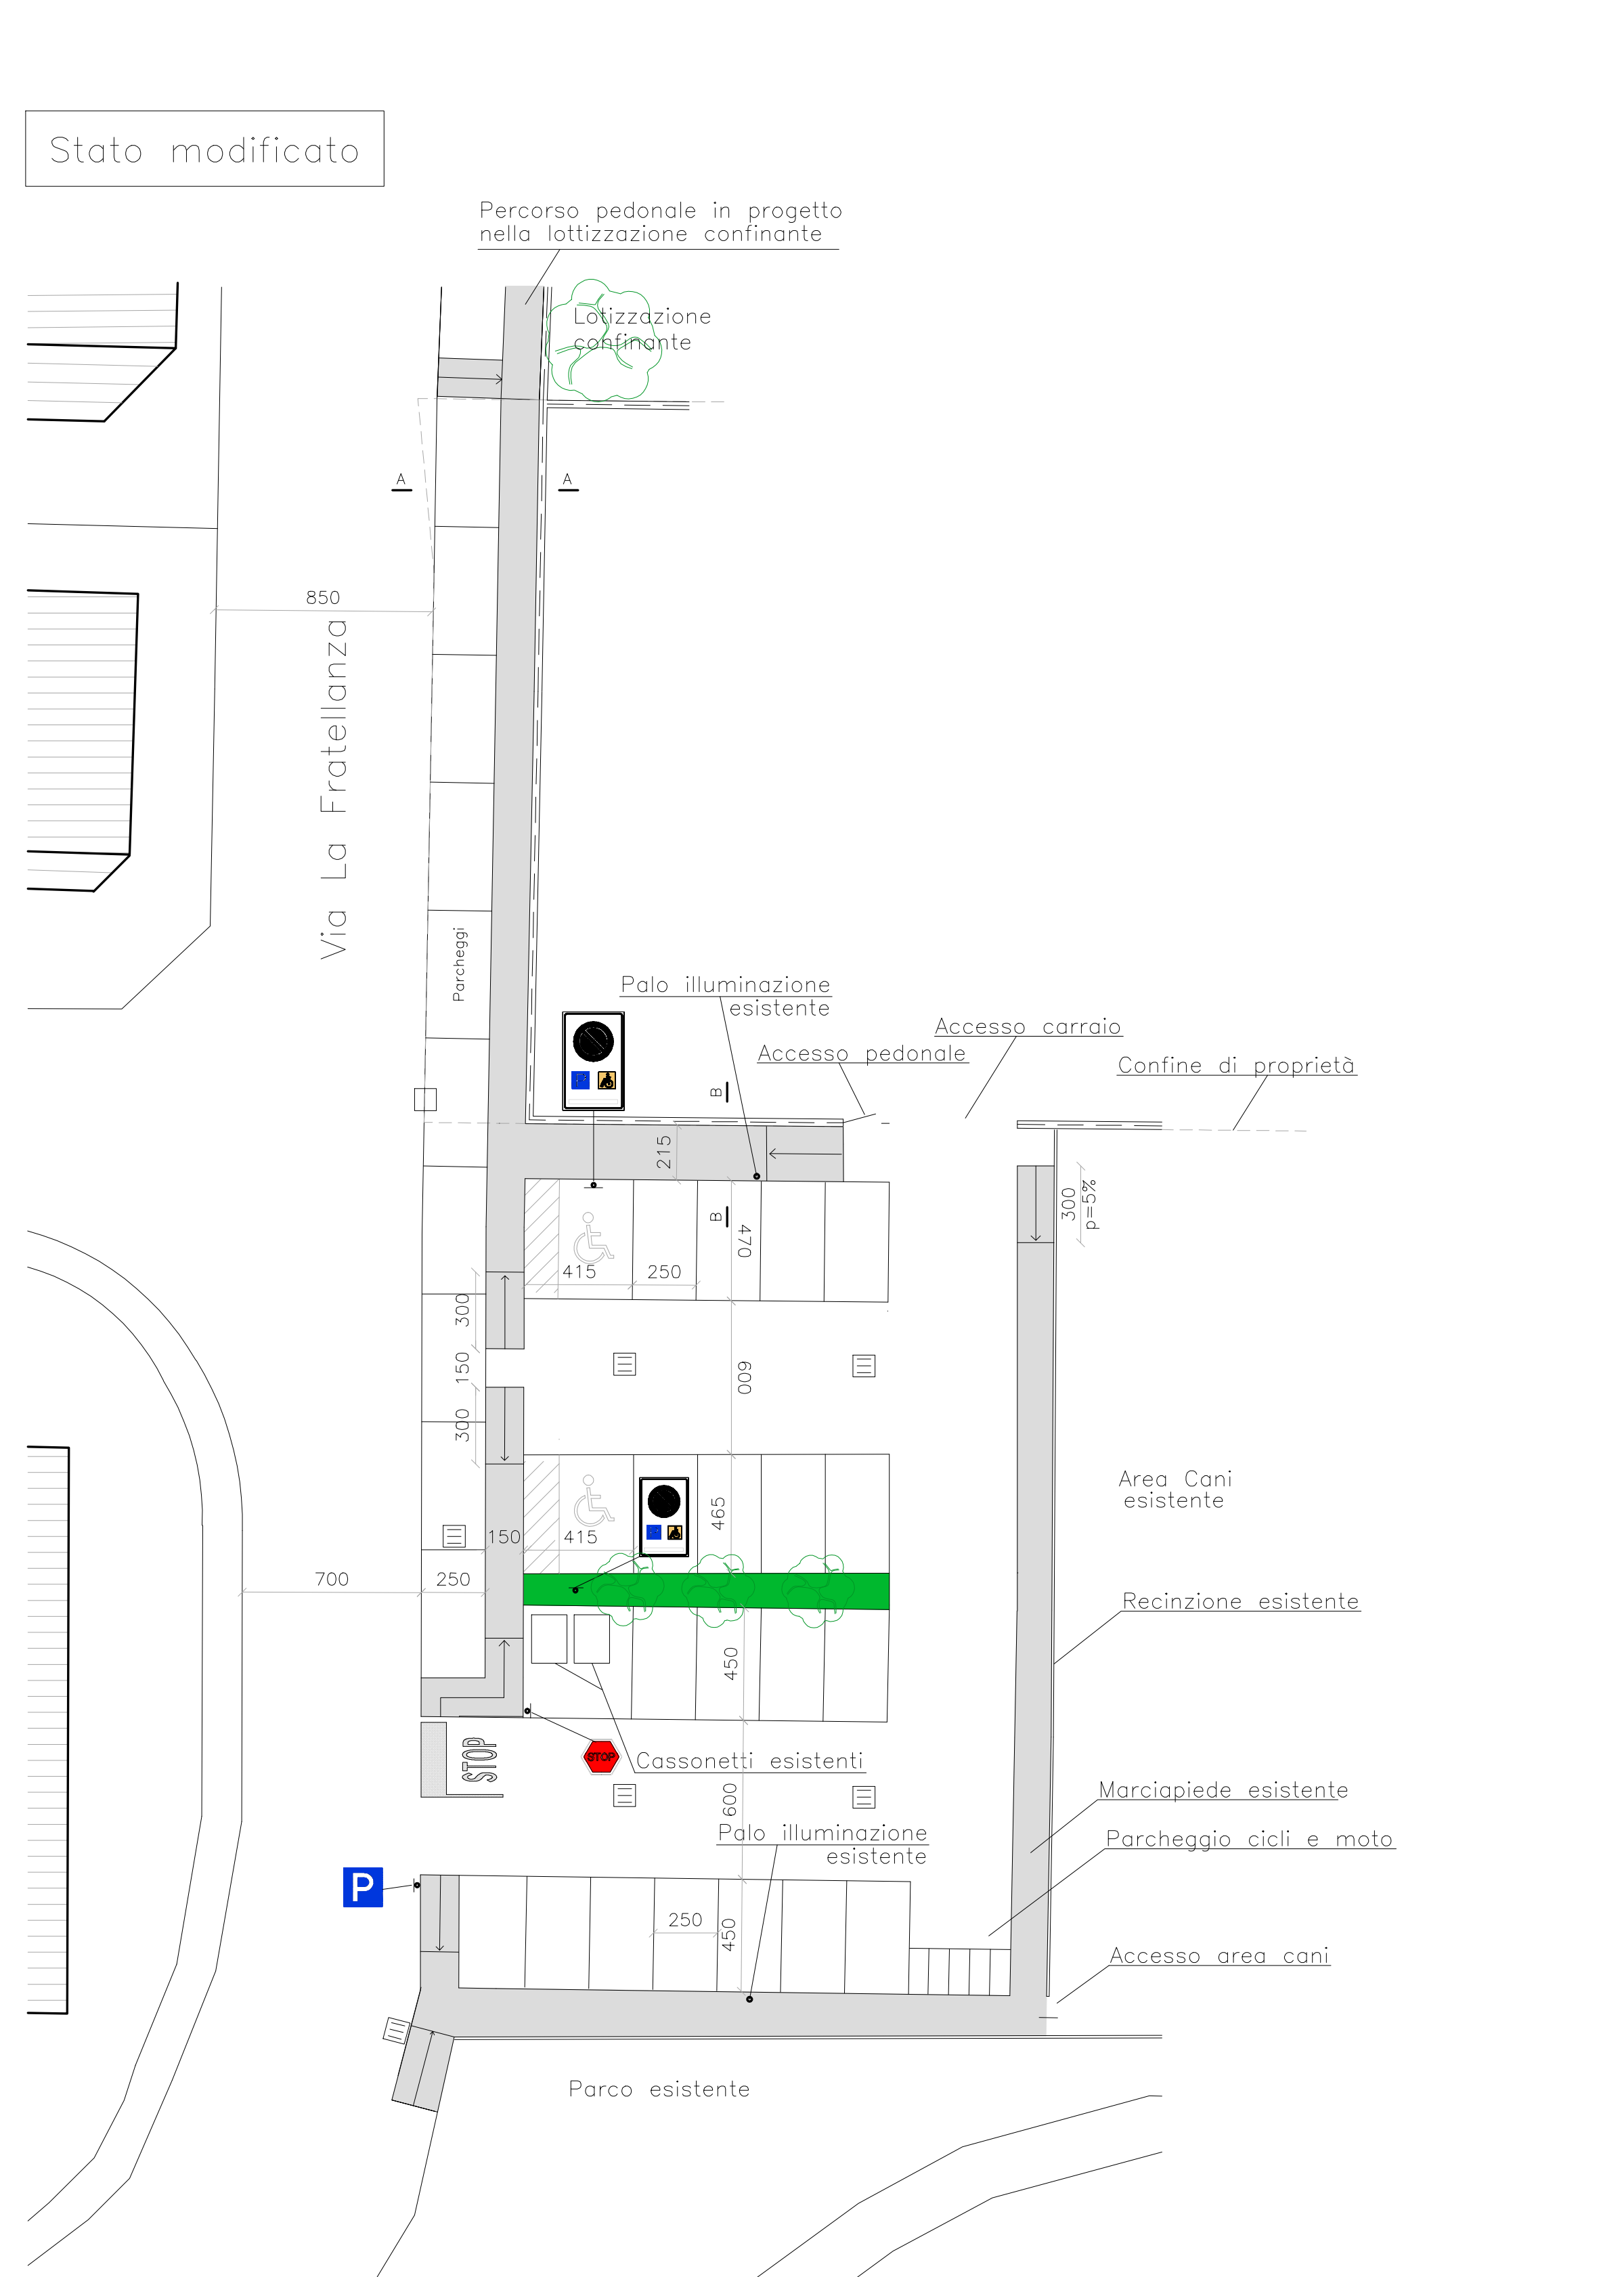 Stato modificato
Percorso pedonale in progetto
nella lottizzazione confinante
Lotizzazione
confinante
A
A
850
Via La Fratellanza
Parcheggi
Palo illuminazione
esistente
Accesso carraio
Accesso pedonale
Confine di proprietà
B
215
300
p=5%
B
470
415
250
300
150
300
600
465
Area Cani
esistente
150
415
700
250
Recinzione esistente
450
STOP
STOP
Cassonetti esistenti
600
Marciapiede esistente
Palo illuminazione
esistente
Parcheggio cicli e moto
P
250
450
Accesso area cani
Parco esistente